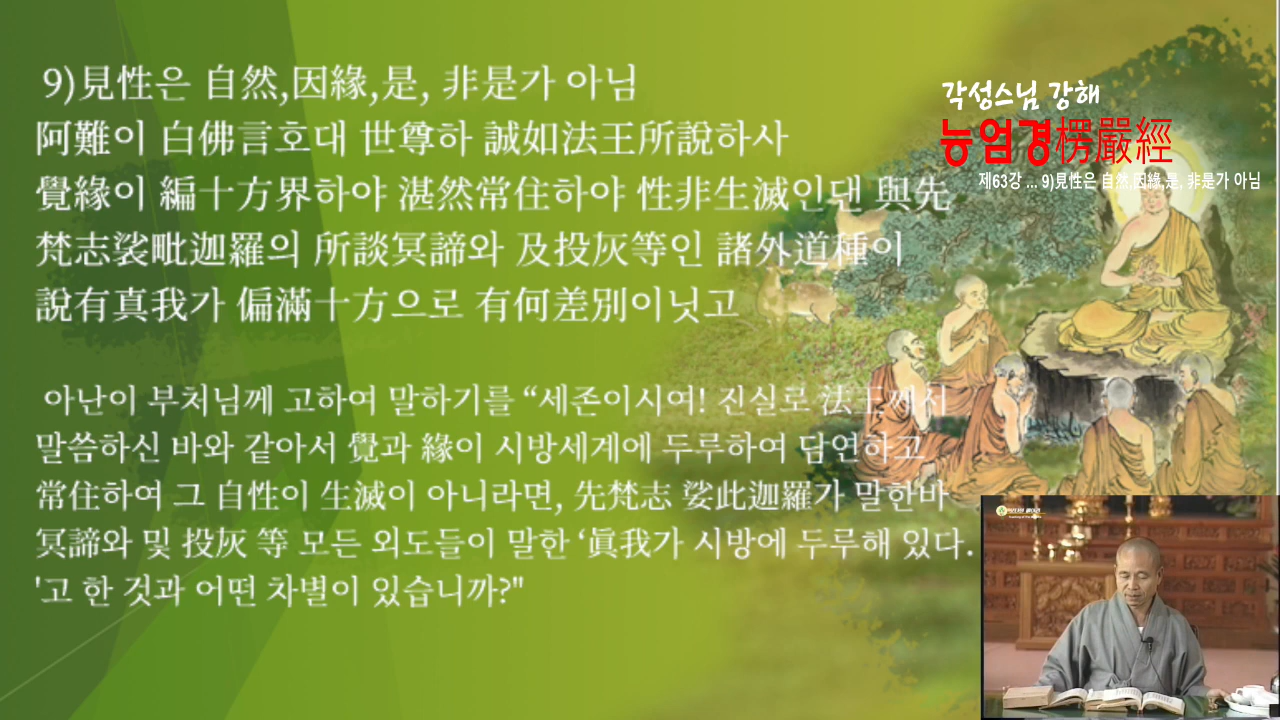 9)見性은 自然,因緣,是, 非是가 아님
阿難이 白佛言호대 世尊하 誠如法王所說하사
覺緣이 編十方界하야 湛然常住하야 性非生滅인댄 與先
梵志娑毗迦羅의 所談冥諦와 及投灰等인 諸外道種이
說有真我가 偏滿十方으로 有何差別이닛고
아난이 부처님께 고하여 말하기를 “세존이시여! 진실로 法王께서
말씀하신 바와 같아서 覺과 緣이 시방세계에 두루하여 담연하고
常住하여 그 自性이 生滅이 아니라면, 先梵志 娑此迦羅가 말한바
冥諦와 및 投灰 等 모든 외도들이 말한 ‘眞我가 시방에 두루해 있다.
'고 한 것과 어떤 차별이 있습니까?"
각성스님 강해
능엄경楞嚴經
제63강 ... 9)見性은 自然,因緣,是, 非是가 아님